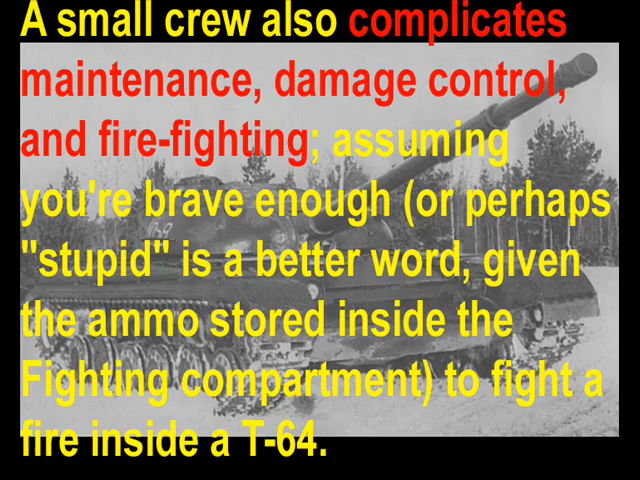 A small crew also complicates
maintenance, damage control,
and fire-fighting; assuming
you're brave enough (or perhaps
"stupid" is a better word, given
the ammo stored inside the
Fighting compartment) to fight a
fire inside a T-64.